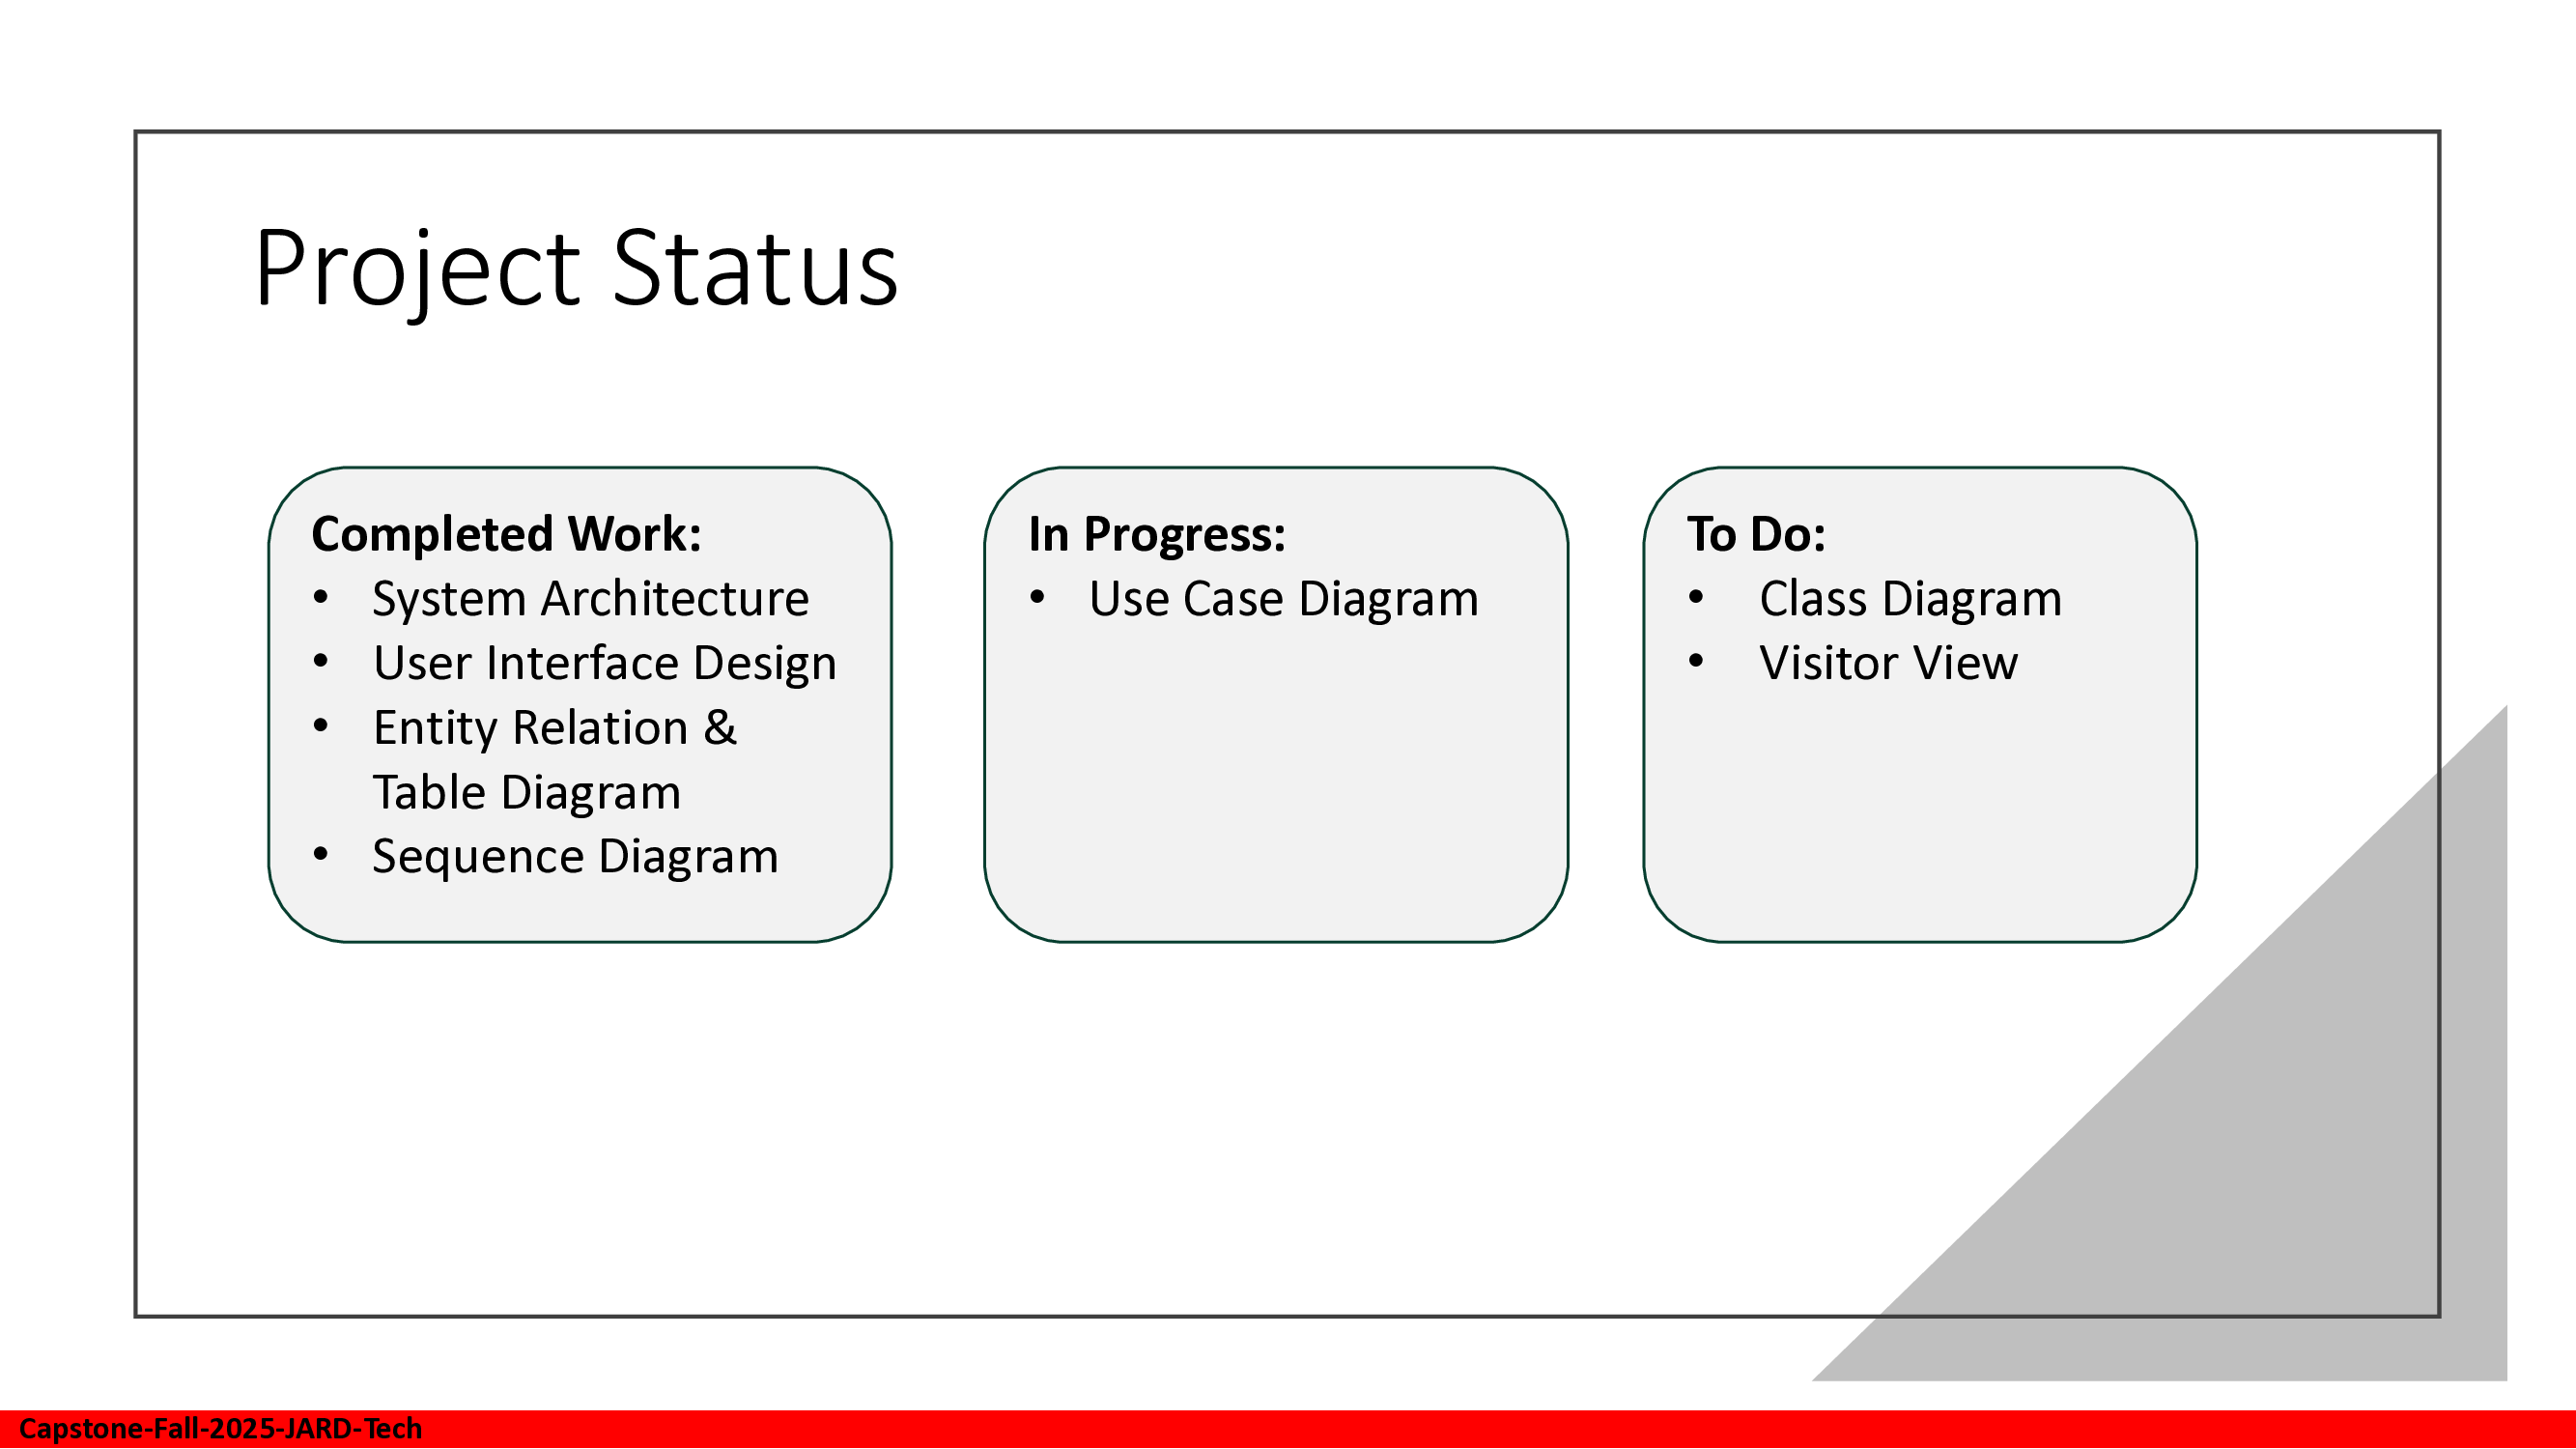 Project Status
Completed Work:
• System Architecture
• User Interface Design
• Entity Relation &
Table Diagram
• Sequence Diagram
In Progress:
• Use Case Diagram
To Do:
• Class Diagram
• Visitor View
Capstone-Fall-2025-JARD-Tech